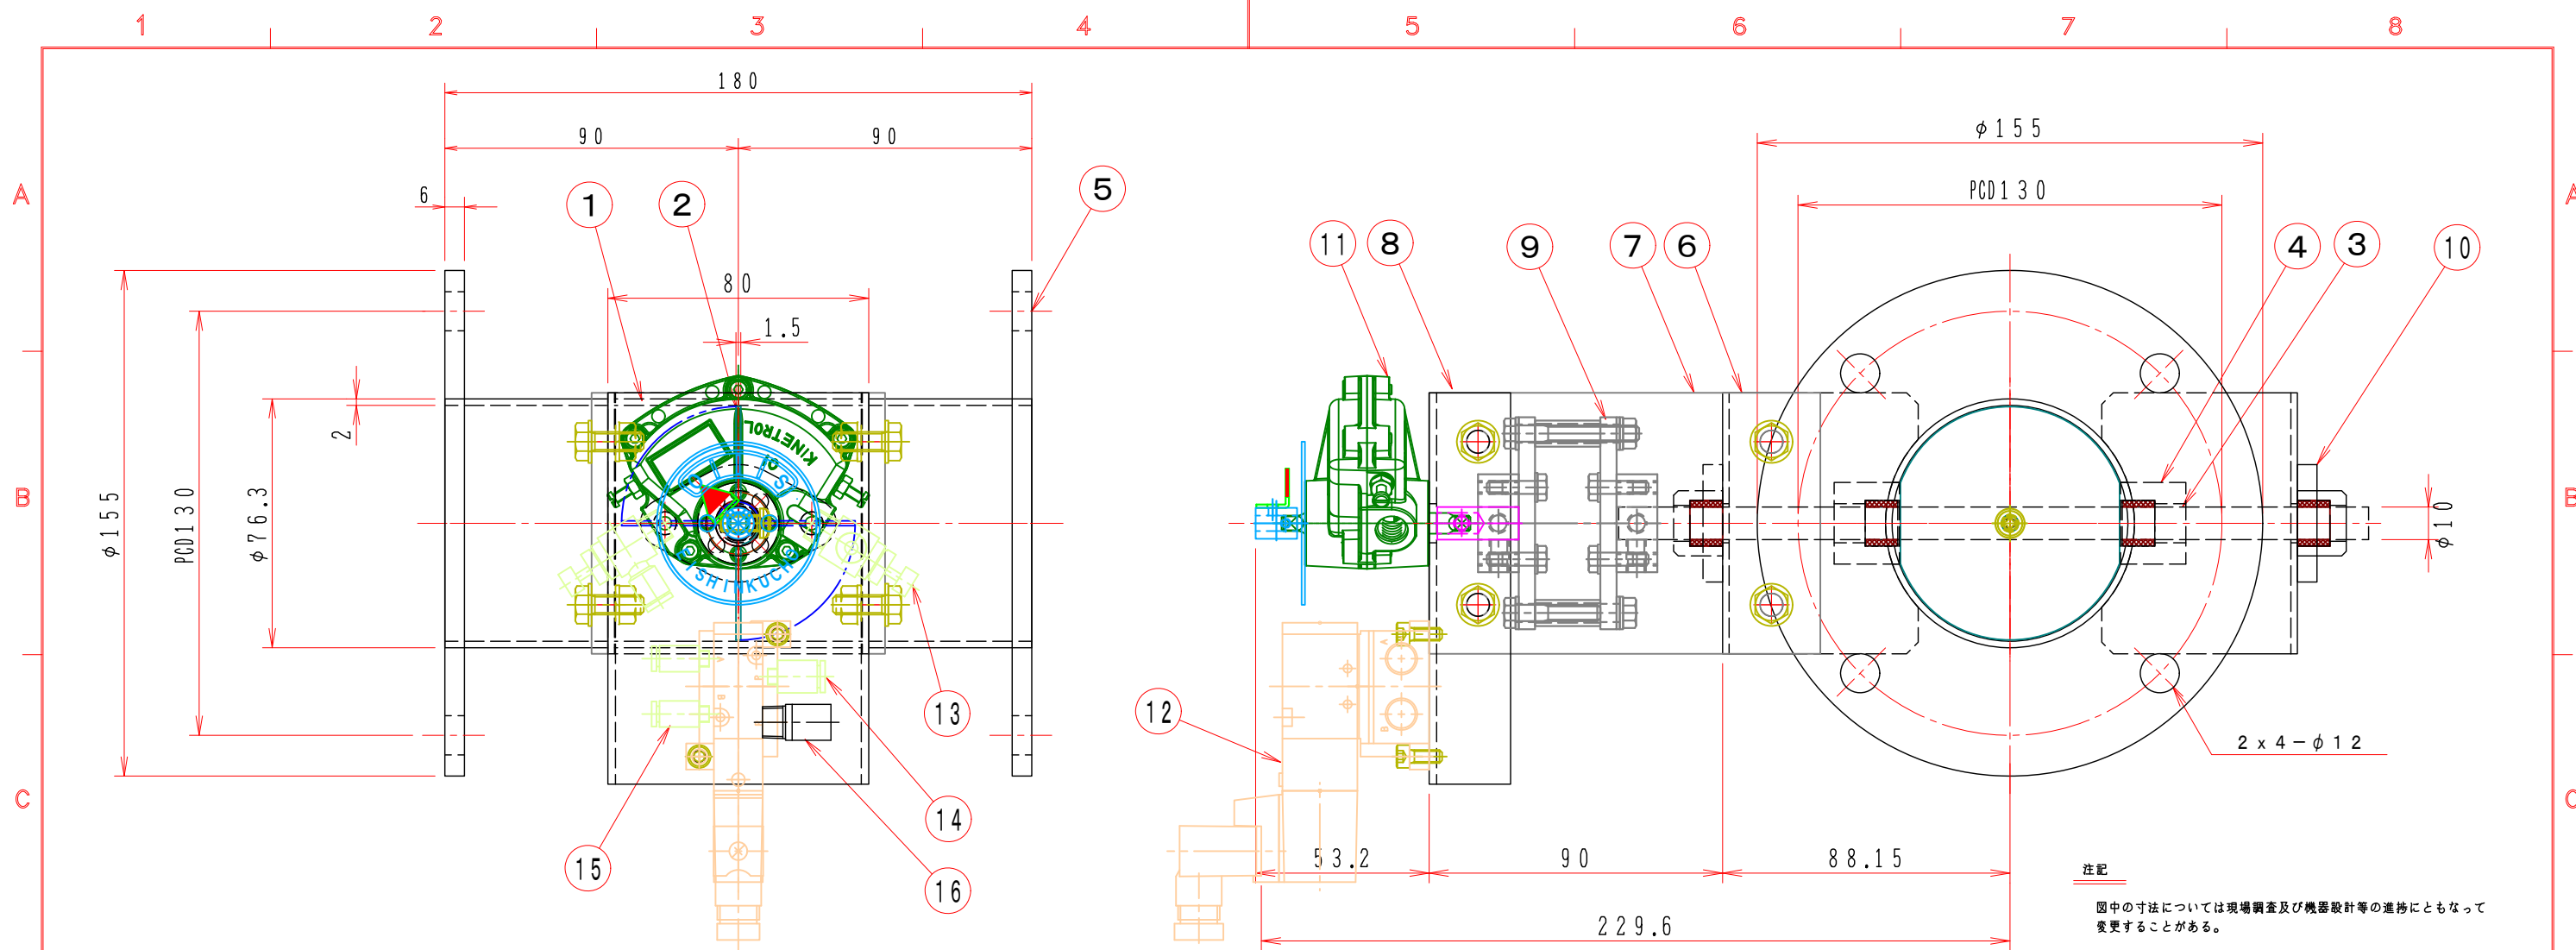 1 2 3 4 5 6 7 8
A
B
C
A
B
180
90 90
6
80
1.5
φ155
PCD130
φ76.3
2
1
2
5
KINETROL
13
14
15
16
φ155
PCD130
11
8
9
7
6
4
3
10
φ10
2x4-φ12
12
A
B
53.2 90 88.15
229.6
注記
図中の寸法については現場調査及び機器設計等の進捗にともなって
変更することがある。